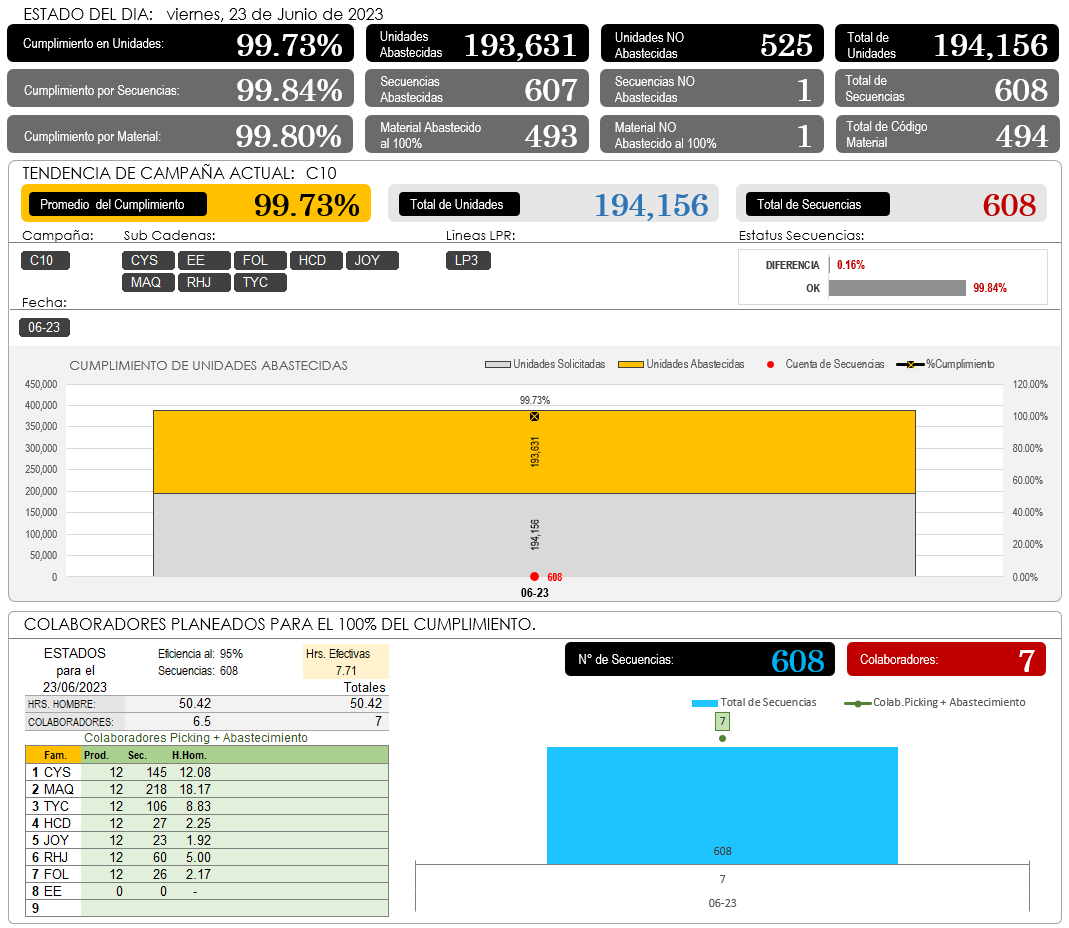 ESTADO DEL DIA: viernes, 23 de Junio de 2023
Cumplimiento en Unidades: 99.73%
Unidades Abastecidas 193,631
Unidades NO Abastecidas 525
Total de Unidades 194,156
Cumplimiento por Secuencias: 99.84%
Secuencias Abastecidas 607
Secuencias NO Abastecidas 1
Total de Secuencias 608
Cumplimiento por Material: 99.80%
Material Abastecido al 100% 493
Material NO Abastecido al 100% 1
Total de Código Material 494
TENDENCIA DE CAMPAÑA ACTUAL: C10
Promedio del Cumplimiento 99.73%
Total de Unidades 194,156
Total de Secuencias 608
Campaña: Sub Cadenas: Lineas LPR: Estatus Secuencias:
C10 CYS EE FOL HCD JOY LP3
MAQ RHJ TYC
DIFERENCIA 0.16%
OK 99.84%
Fecha:
06-23
CUMPLIMIENTO DE UNIDADES ABASTECIDAS
Unidades Solicitadas Unidades Abastecidas Cuenta de Secuencias %Cumplimiento
450,000 120.00%
400,000 100.00%
350,000 80.00%
300,000 60.00%
250,000 40.00%
200,000 20.00%
150,000 0.00%
100,000
50,000
0
99.73%
193,631
194,156
608
06-23
COLABORADORES PLANEADOS PARA EL 100% DEL CUMPLIMIENTO.
ESTADOS para el 23/06/2023
Eficiencia al: 95%
Secuencias: 608
Hrs. Efectivas
7.71
Totales
HRS. HOMBRE: 50.42 50.42
COLABORADORES: 6.5 7
Colaboradores Picking + Abastecimiento
Fam. Prod. Sec. H.Hom.
1 CYS 12 145 12.08
2 MAQ 12 218 18.17
3 TYC 12 106 8.83
4 HCD 12 27 2.25
5 JOY 12 23 1.92
6 RHJ 12 60 5.00
7 FOL 12 26 2.17
8 EE 0 0 -
9
N° de Secuencias: 608
Colaboradores: 7
Total de Secuencias Colab.Picking + Abastecimiento
7
608
7
06-23